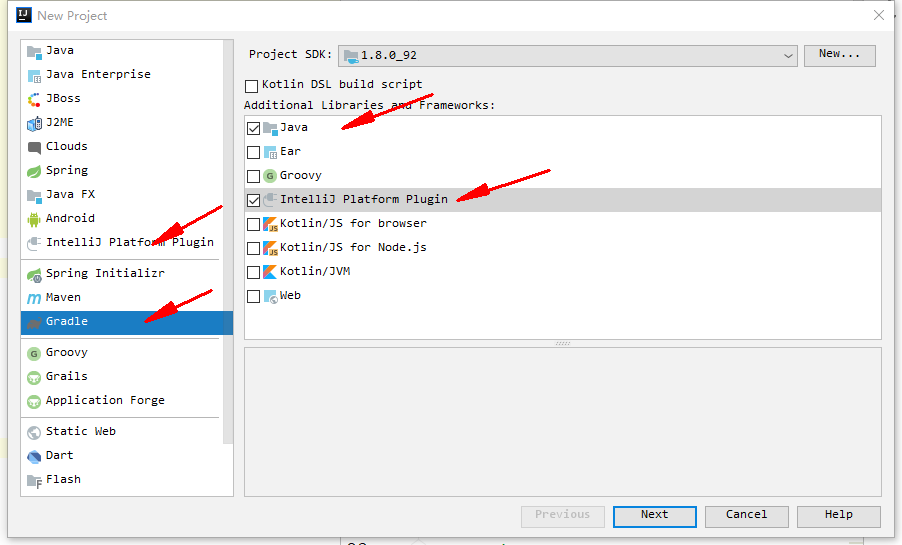 New Project
Java
Java Enterprise
JBoss
J2ME
Clouds
Spring
Java FX
Android
IntelliJ Platform Plugin
Spring Initializr
Maven
Gradle
Groovy
Grails
Application Forge
Static Web
Dart
Flash
Project SDK: 1.8.0_92 New...
Kotlin DSL build script
Additional Libraries and Frameworks:
Java
Ear
Groovy
IntelliJ Platform Plugin
Kotlin/JS for browser
Kotlin/JS for Node.js
Kotlin/JVM
Web
Previous Next Cancel Help